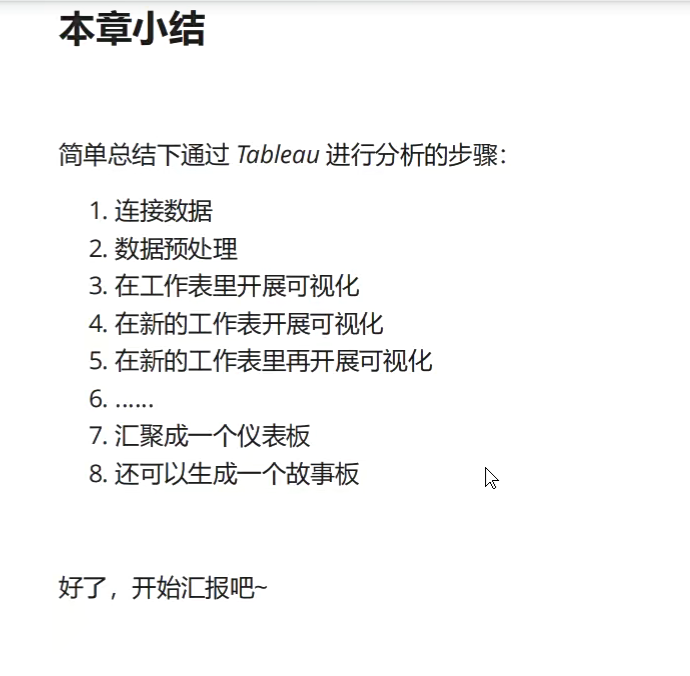 本章小结
简单总结下通过 Tableau 进行分析的步骤：
1. 连接数据
2. 数据预处理
3. 在工作表里开展可视化
4. 在新的工作表开展可视化
5. 在新的工作表里再开展可视化
6. ……
7. 汇聚成一个仪表板
8. 还可以生成一个故事板
好了，开始汇报吧~